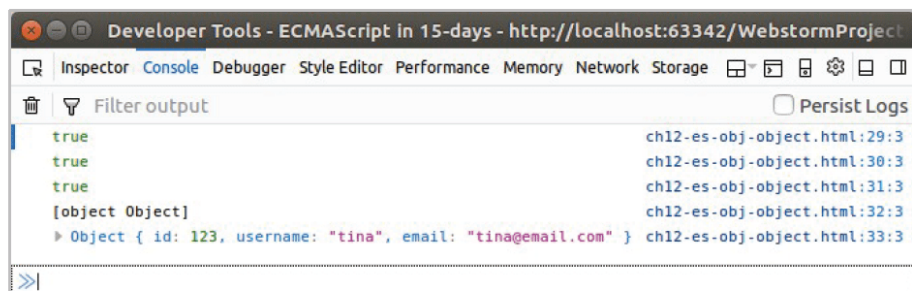 Developer Tools - ECMAScript in 15-days - http://localhost:63342/WebstormProject
Inspector Console Debugger Style Editor Performance Memory Network Storage
Filter output Persist Logs
true ch12-es-obj-object.html:29:3
true ch12-es-obj-object.html:30:3
true ch12-es-obj-object.html:31:3
[object Object] ch12-es-obj-object.html:32:3
Object { id: 123, username: "tina", email: "tina@email.com" } ch12-es-obj-object.html:33:3